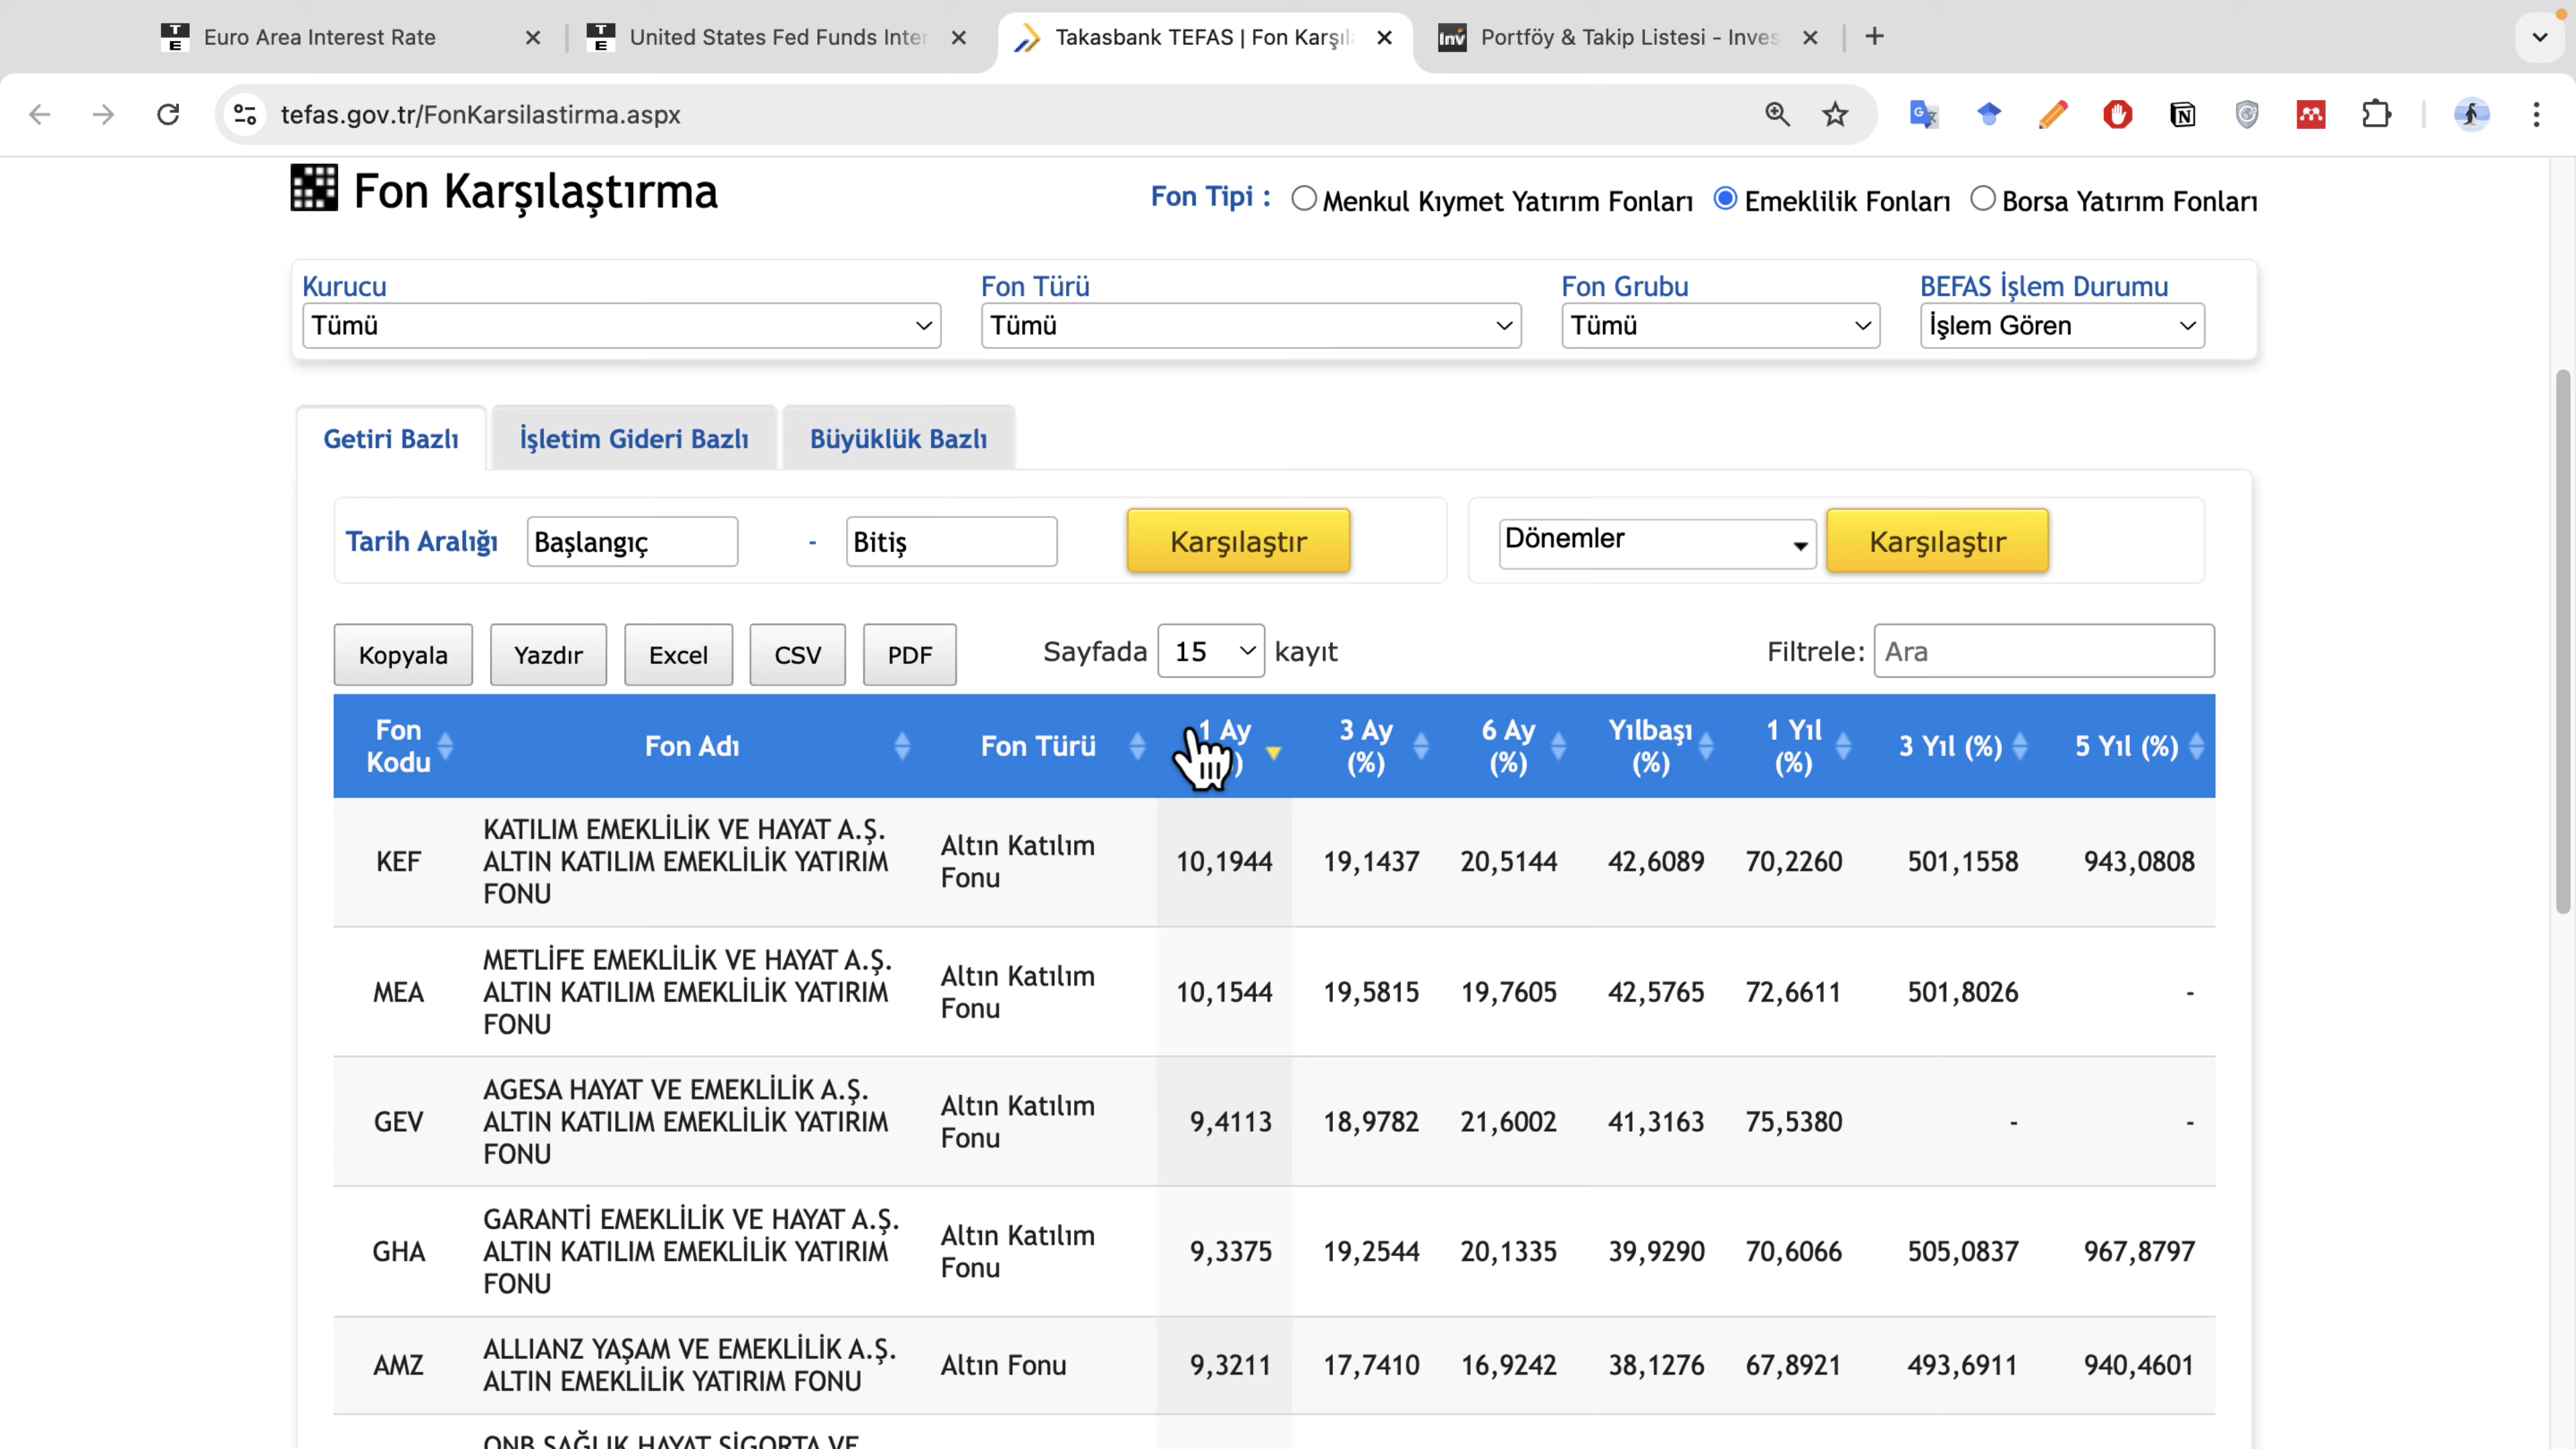 Euro Area Interest Rate
United States Fed Funds Inter
Takasbank TEFAS | Fon Karşıla
Portföy & Takip Listesi - Inves
tefas.gov.tr/FonKarsilastirma.aspx
Fon Karşılaştırma
Fon Tipi : Menkul Kıymet Yatırım Fonları Emeklilik Fonları Borsa Yatırım Fonları
Kurucu Fon Türü Fon Grubu BEFAS İşlem Durumu
Tümü Tümü Tümü İşlem Gören
Getiri Bazlı İşletim Gideri Bazlı Büyüklük Bazlı
Tarih Aralığı Başlangıç - Bitiş Karşılaştır Dönemler Karşılaştır
Kopyala Yazdır Excel CSV PDF Sayfada 15 kayıt Filtrele: Ara
Fon Kodu Fon Adı Fon Türü 1 Ay 3 Ay (%) 6 Ay (%) Yılbaşı (%) 1 Yıl (%) 3 Yıl (%) 5 Yıl (%)
KEF
KATILIM EMEKLİLİK VE HAYAT A.Ş.
ALTIN KATILIM EMEKLİLİK YATIRIM
FONU
Altın Katılım
Fonu
10,1944 19,1437 20,5144 42,6089 70,2260 501,1558 943,0808
MEA
METLİFE EMEKLİLİK VE HAYAT A.Ş.
ALTIN KATILIM EMEKLİLİK YATIRIM
FONU
Altın Katılım
Fonu
10,1544 19,5815 19,7605 42,5765 72,6611 501,8026 -
GEV
AGESA HAYAT VE EMEKLİLİK A.Ş.
ALTIN KATILIM EMEKLİLİK YATIRIM
FONU
Altın Katılım
Fonu
9,4113 18,9782 21,6002 41,3163 75,5380 - -
GHA
GARANTİ EMEKLİLİK VE HAYAT A.Ş.
ALTIN KATILIM EMEKLİLİK YATIRIM
FONU
Altın Katılım
Fonu
9,3375 19,2544 20,1335 39,9290 70,6066 505,0837 967,8797
AMZ
ALLIANZ YAŞAM VE EMEKLİLİK A.Ş.
ALTIN EMEKLİLİK YATIRIM FONU
Altın Fonu
9,3211 17,7410 16,9242 38,1276 67,8921 493,6911 940,4601
QNB SAĞLIK HAYAT SİGORTA VE